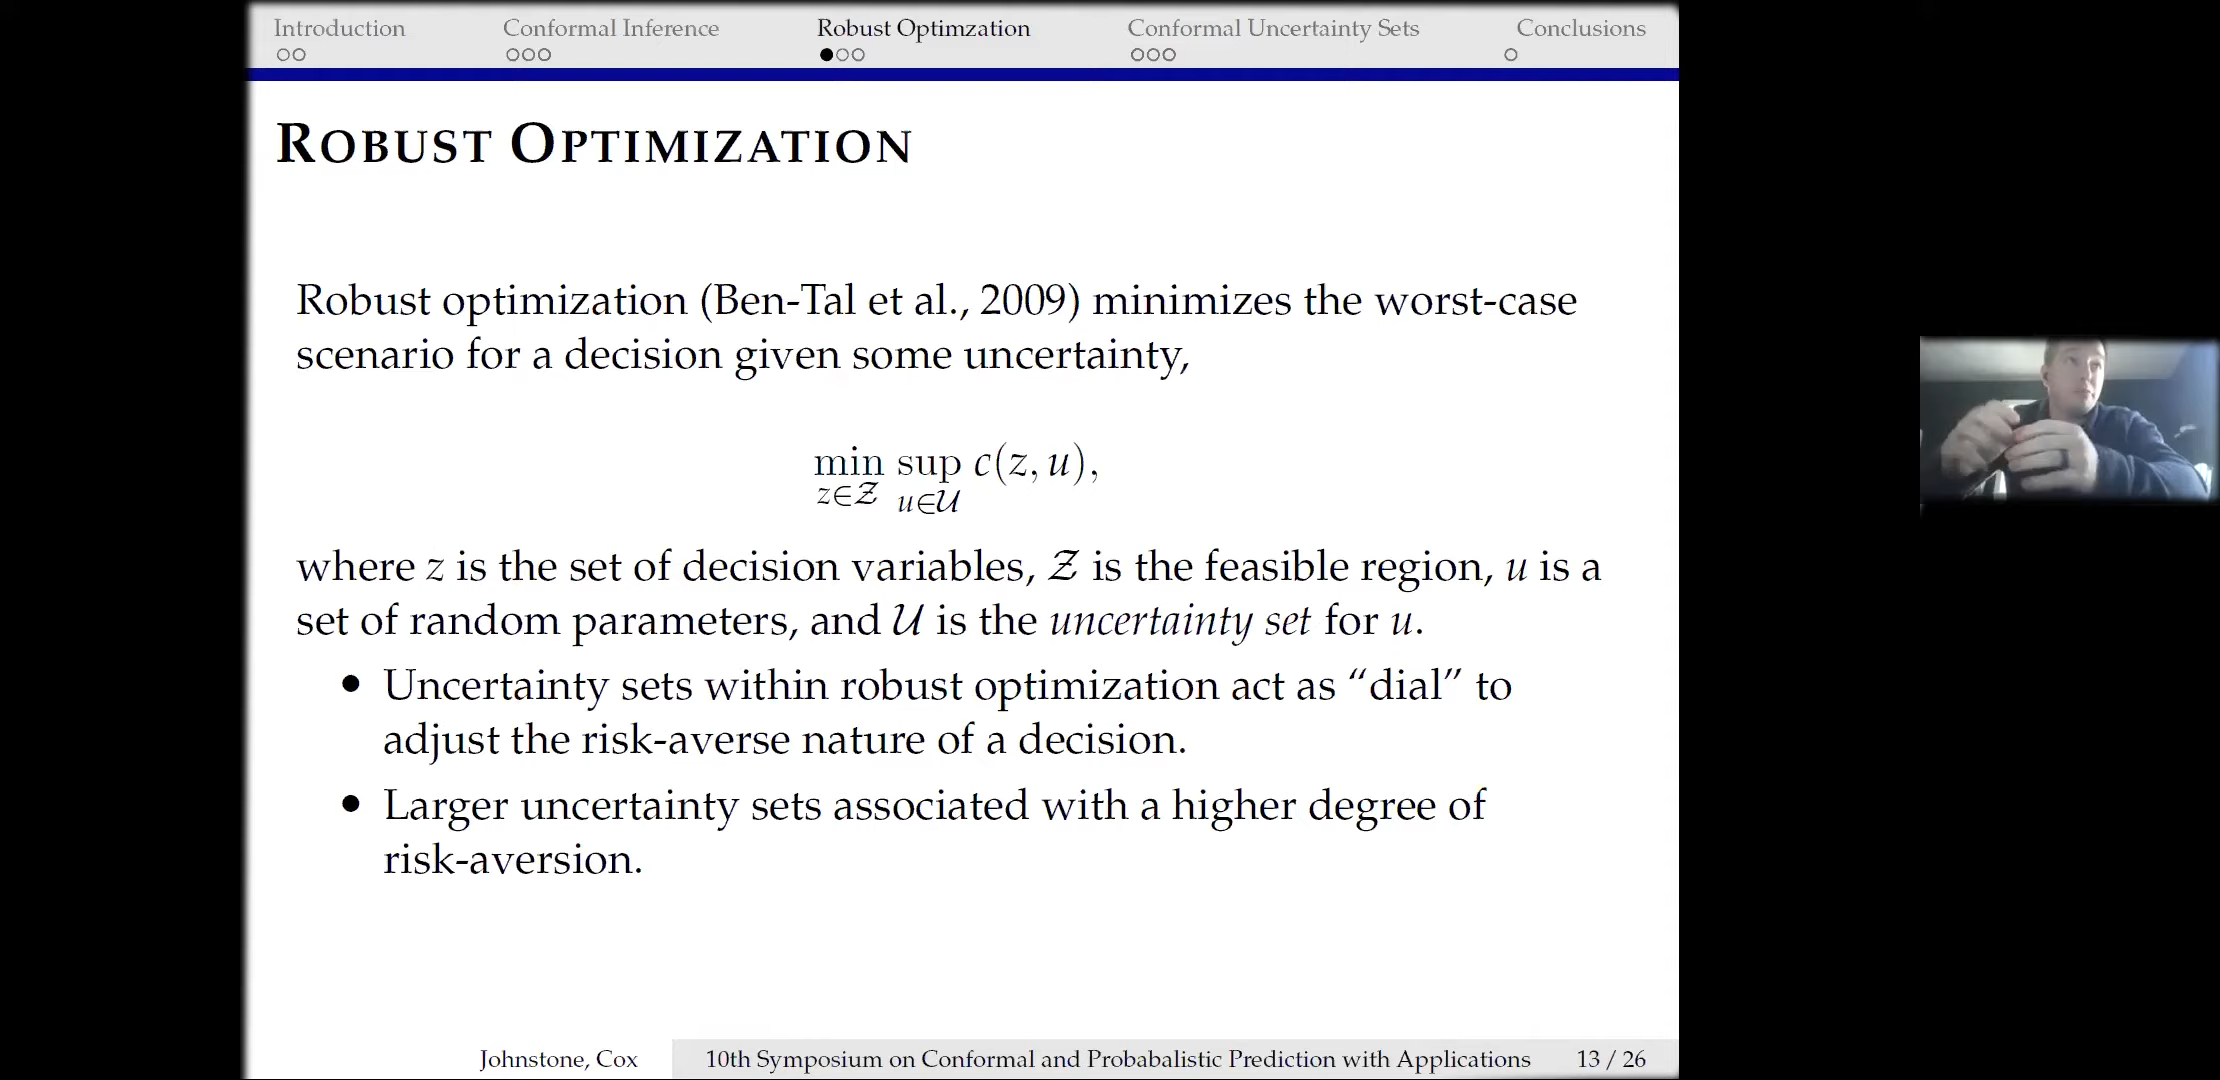 Introduction Conformal Inference Robust Optimzation Conformal Uncertainty Sets Conclusions
ROBUST OPTIMIZATION
Robust optimization (Ben-Tal et al., 2009) minimizes the worst-case
scenario for a decision given some uncertainty,
min sup c(z, u),
z∈𝒵 u∈𝒰
where z is the set of decision variables, 𝒵 is the feasible region, u is a
set of random parameters, and 𝒰 is the uncertainty set for u.
• Uncertainty sets within robust optimization act as “dial” to
adjust the risk-averse nature of a decision.
• Larger uncertainty sets associated with a higher degree of
risk-aversion.
Johnstone, Cox 10th Symposium on Conformal and Probabalistic Prediction with Applications 13 / 26